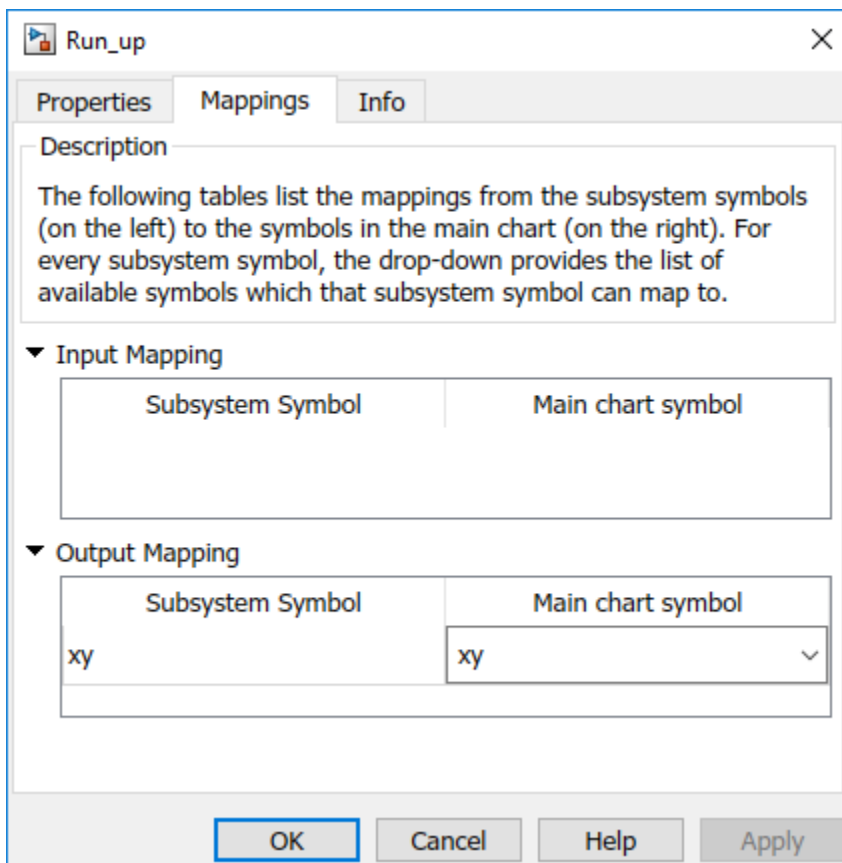 Run_up
Properties Mappings Info
Description
The following tables list the mappings from the subsystem symbols
(on the left) to the symbols in the main chart (on the right). For
every subsystem symbol, the drop-down provides the list of
available symbols which that subsystem symbol can map to.
Input Mapping
Subsystem Symbol Main chart symbol
Output Mapping
Subsystem Symbol Main chart symbol
xy xy
OK Cancel Help Apply